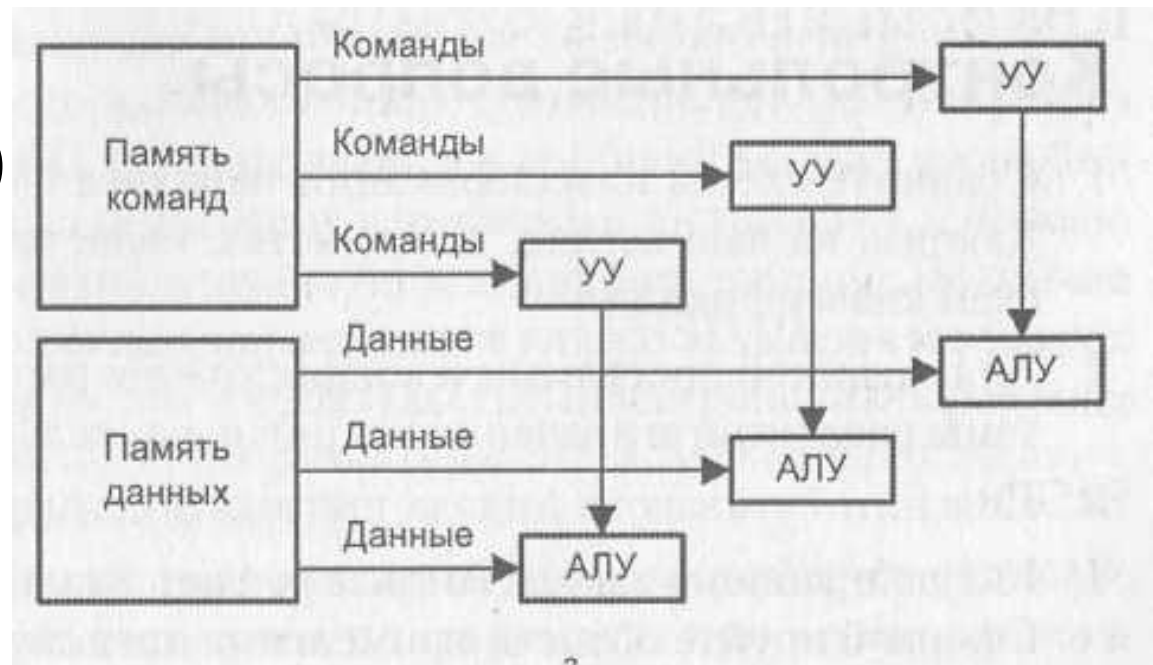 Команды
УУ
Команды
УУ
Память
команд
Команды
УУ
Данные
АЛУ
Данные
АЛУ
Память
данных
Данные
АЛУ